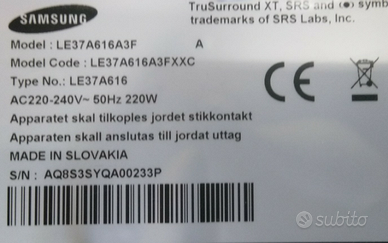 SAMSUNG
TruSurround XT, SRS and (●) symb
trademarks of SRS Labs, Inc.
Model : LE37A616A3F A
Model Code : LE37A616A3FXXC
Type No.: LE37A616
AC220-240V~ 50Hz 220W
Apparatet skal tilkoples jordet stikkontakt
Apparaten skall anslutas till jordat uttag
MADE IN SLOVAKIA
S/N : AQ8S3SYQA00233P
CE
subito